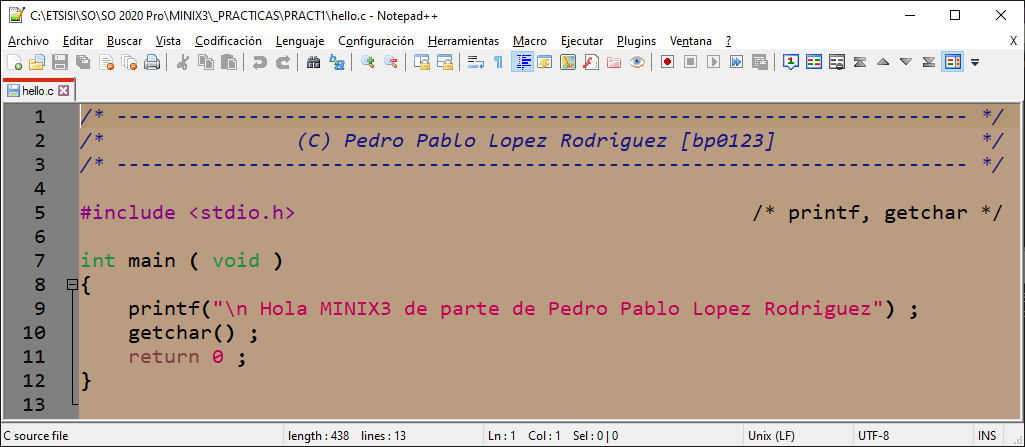 C:\ETSISI\SO\SO 2020 Pro\MINIX3\_PRACTICAS\PRACT1\hello.c - Notepad++
Archivo Editar Buscar Vista Codificación Lenguaje Configuración Herramientas Macro Ejecutar Plugins Ventana ? X
hello.c
1 /* ----------------------------------------------------------------------- */
2 /* (C) Pedro Pablo Lopez Rodriguez [bp0123] */
3 /* ----------------------------------------------------------------------- */
4
5 #include <stdio.h> /* printf, getchar */
6
7 int main ( void )
8 {
9 printf("\n Hola MINIX3 de parte de Pedro Pablo Lopez Rodriguez") ;
10 getchar() ;
11 return 0 ;
12 }
13
C source file length : 438 lines : 13 Ln : 1 Col : 1 Sel : 0 | 0 Unix (LF) UTF-8 INS